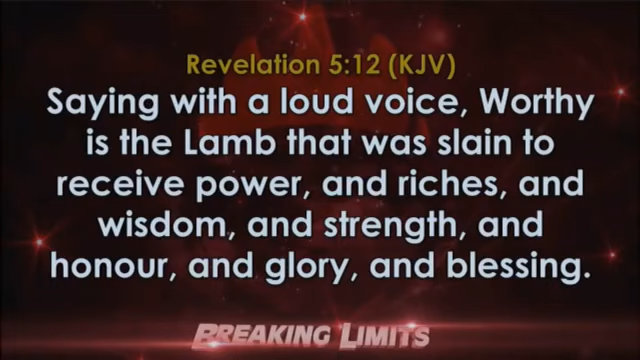 Revelation 5:12 (KJV)
Saying with a loud voice, Worthy
is the Lamb that was slain to
receive power, and riches, and
wisdom, and strength, and
honour, and glory, and blessing.
BREAKING LIMITS